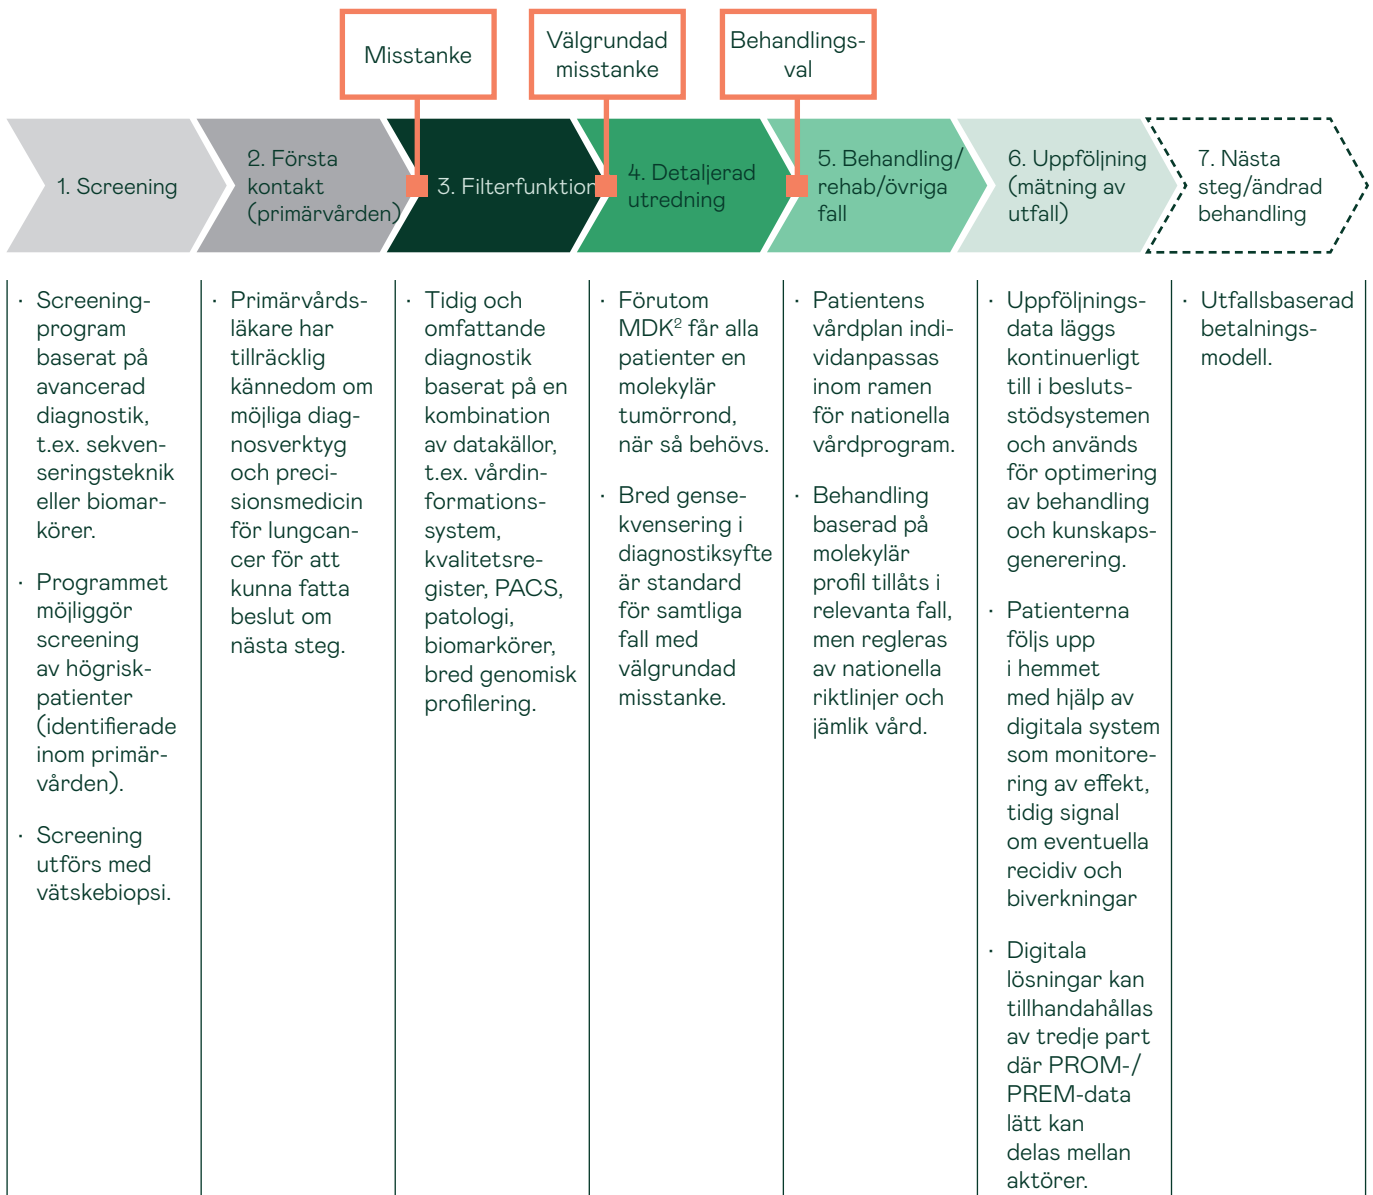 Misstanke
Välgrundad
misstanke
Behandlings-
val
1. Screening
2. Första
kontakt
(primärvården)
3. Filterfunktion
4. Detaljerad
utredning
5. Behandling/
rehab/övriga
fall
6. Uppföljning
(mätning av
utfall)
7. Nästa
steg/ändrad
behandling
· Screening-
program
baserat på
avancerad
diagnostik,
t.ex. sekven-
seringsteknik
eller biomar-
körer.
· Programmet
möjliggör
screening
av högrisk-
patienter
(identifierade
inom primär-
vården).
· Screening
utförs med
vätskebiopsi.
· Primärvårds-
läkare har
tillräcklig
kännedom om
möjliga diag-
nosverktyg
och preci-
sionsmedicin
för lungcan-
cer för att
kunna fatta
beslut om
nästa steg.
· Tidig och
omfattande
diagnostik
baserat på en
kombination
av datakällor,
t.ex. vårdin-
formations-
system,
kvalitetsre-
gister, PACS,
patologi,
biomarkörer,
bred genomisk
profilering.
· Förutom
MDK² får alla
patienter en
molekylär
tumörrond,
när så behövs.
· Bred gense-
kvensering i
diagnostiksyfte
är standard
för samtliga
fall med
välgrundad
misstanke.
· Patientens
vårdplan indi-
vidanpassas
inom ramen
för nationella
vårdprogram.
· Behandling
baserad på
molekylär
profil tillåts i
relevanta fall,
men regleras
av nationella
riktlinjer och
jämlik vård.
· Uppföljnings-
data läggs
kontinuerligt
till i besluts-
stödsystemen
och används
för optimering
av behandling
och kunskaps-
generering.
· Patienterna
följs upp
i hemmet
med hjälp av
digitala system
som monitore-
ring av effekt,
tidig signal
om eventuella
recidiv och
biverkningar
· Digitala
lösningar kan
tillhandahållas
av tredje part
där PROM-/
PREM-data
lätt kan
delas mellan
aktörer.
· Utfallsbaserad
betalnings-
modell.